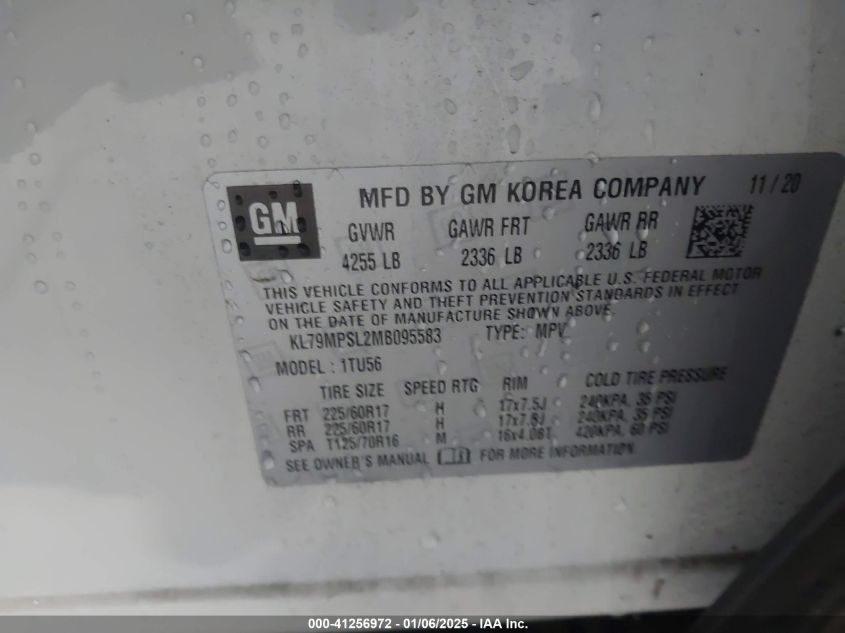 GM
MFD BY GM KOREA COMPANY 11/20
GVWR GAWR FRT GAWR RR
4255 LB 2336 LB 2336 LB
THIS VEHICLE CONFORMS TO ALL APPLICABLE U.S. FEDERAL MOTOR
VEHICLE SAFETY AND THEFT PREVENTION STANDARDS IN EFFECT
ON THE DATE OF MANUFACTURE SHOWN ABOVE.
KL79MPSL2MB095583 TYPE: MPV
MODEL: 1TU56
TIRE SIZE SPEED RTG RIM COLD TIRE PRESSURE
FRT 225/60R17 H 17x7.5J 240KPA, 35 PSI
RR 225/60R17 H 17x7.5J 240KPA, 35 PSI
SPA T125/70R16 M 16x4.06T 420KPA, 60 PSI
SEE OWNER'S MANUAL FOR MORE INFORMATION
000-41256972 - 01/06/2025 - IAA Inc.